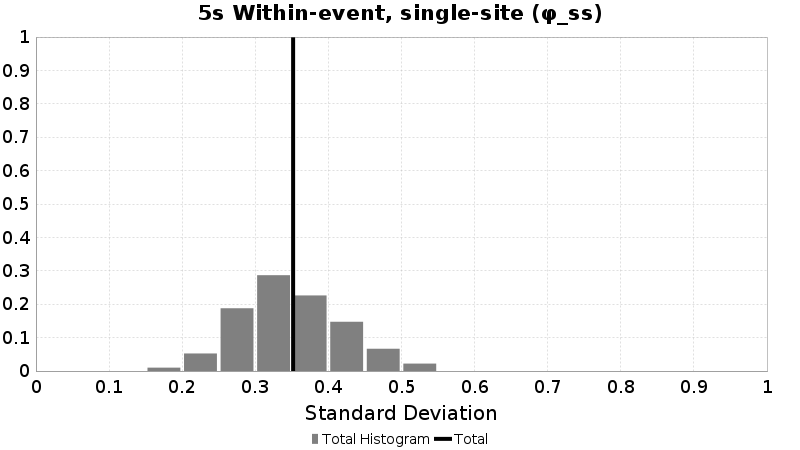 5s Within-event, single-site (φ_ss)
1
0.9
0.8
0.7
0.6
0.5
0.4
0.3
0.2
0.1
0
0 0.1 0.2 0.3 0.4 0.5 0.6 0.7 0.8 0.9 1
Standard Deviation
Total Histogram Total